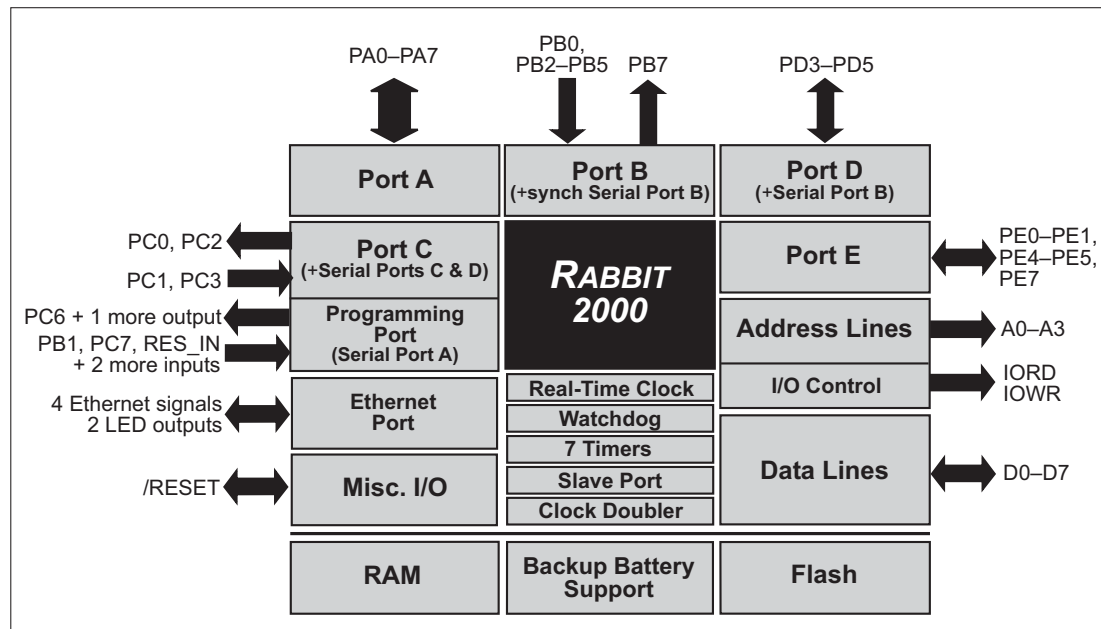 PA0–PA7
PB0,
PB2–PB5
PB7
PD3–PD5
Port A
Port B
(+synch Serial Port B)
Port D
(+Serial Port B)
PC0, PC2
PC1, PC3
Port C
(+Serial Ports C & D)
RABBIT
2000
Port E
PE0–PE1,
PE4–PE5,
PE7
PC6 + 1 more output
PB1, PC7, RES_IN
+ 2 more inputs
Programming
Port
(Serial Port A)
Address Lines
A0–A3
I/O Control
IORD
IOWR
4 Ethernet signals
2 LED outputs
Ethernet
Port
Real-Time Clock
Watchdog
7 Timers
Slave Port
Clock Doubler
Data Lines
D0–D7
/RESET
Misc. I/O
RAM
Backup Battery
Support
Flash